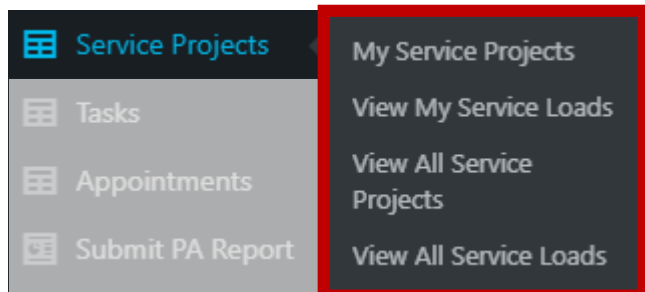 Service Projects
Tasks
Appointments
Submit PA Report
My Service Projects
View My Service Loads
View All Service
Projects
View All Service Loads